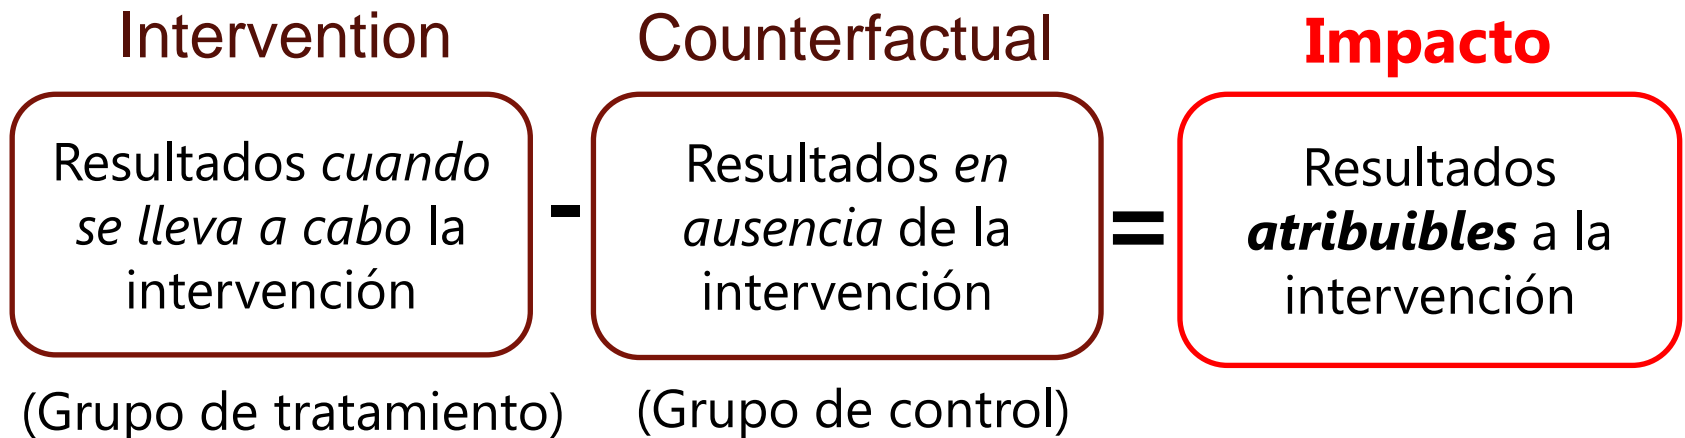 Intervention
Resultados cuando
se lleva a cabo la
intervención
(Grupo de tratamiento)
-
Counterfactual
Resultados en
ausencia de la
intervención
(Grupo de control)
=
Impacto
Resultados
atribuibles a la
intervención